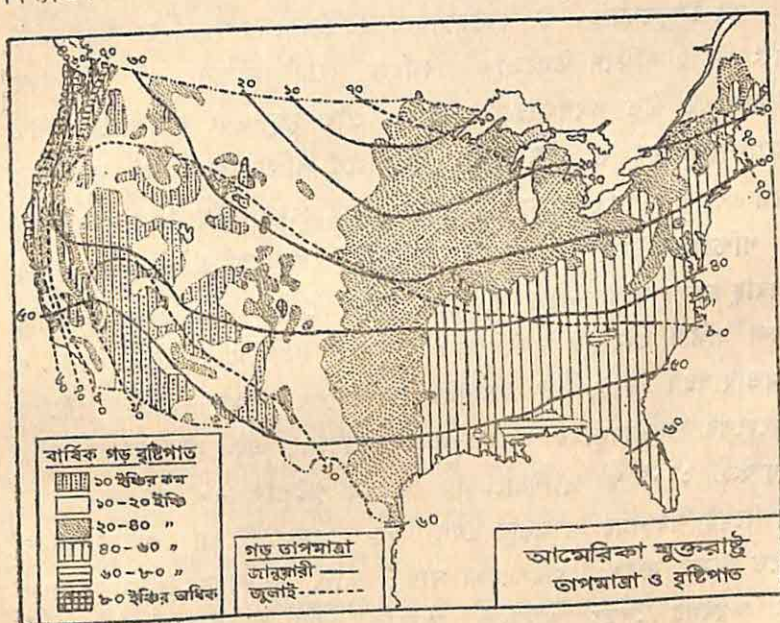 ৩০
২০
১০
৭০
৫০
৪০
৮০
৫০
৬০
৬০
বার্ষিক গড় বৃষ্টিপাত
১০ ইঞ্চির কম
১০-২০ ইঞ্চি
২০-৪০ "
৪০-৬০ "
৬০-৮০ "
৮০ ইঞ্চির অধিক
গড় তাপমাত্রা
জানুয়ারী
জুলাই
আমেরিকা যুক্তরাষ্ট্র
তাপমাত্রা ও বৃষ্টিপাত